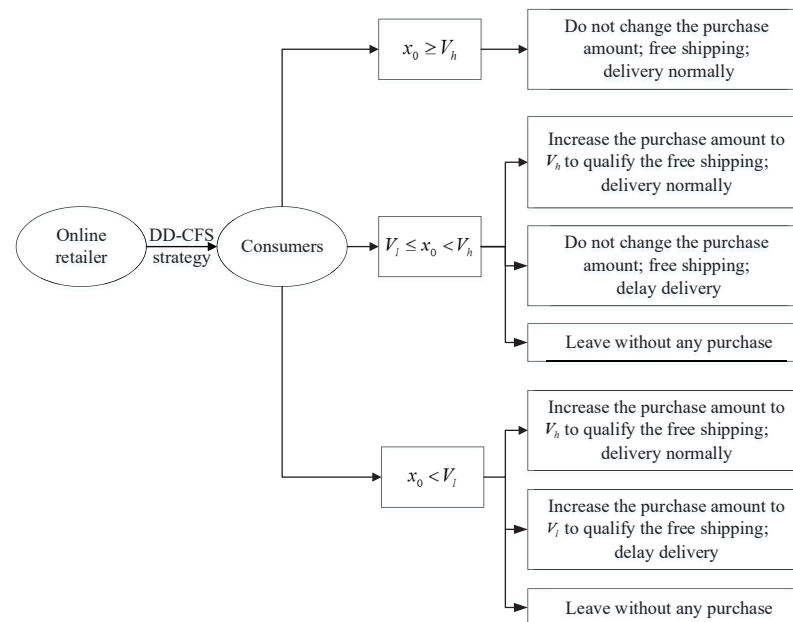 Online
retailer
DD-CFS
strategy
Consumers
x₀ ≥ Vₕ
Do not change the purchase
amount; free shipping;
delivery normally
Vₗ ≤ x₀ < Vₕ
Increase the purchase amount to
Vₕ to qualify the free shipping;
delivery normally
Do not change the purchase
amount; free shipping;
delay delivery
Leave without any purchase
x₀ < Vₗ
Increase the purchase amount to
Vₕ to qualify the free shipping;
delivery normally
Increase the purchase amount to
Vₗ to qualify the free shipping;
delay delivery
Leave without any purchase